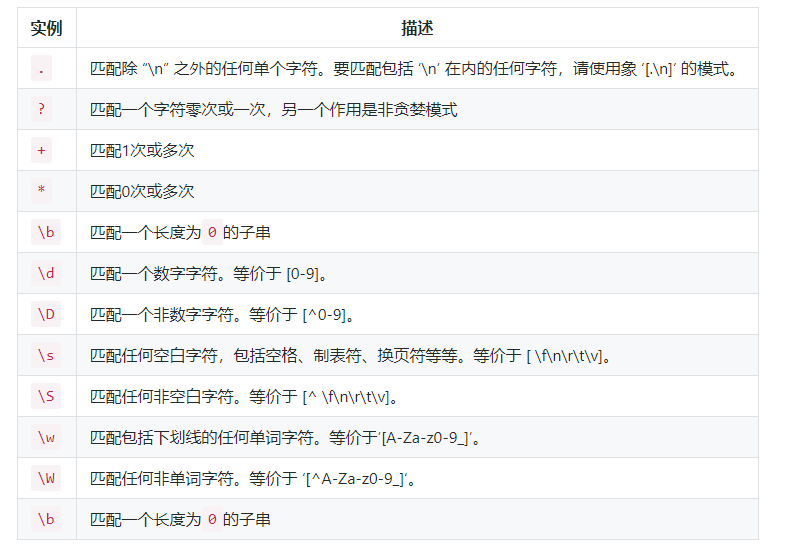 实例 描述
. 匹配除 “\n” 之外的任何单个字符。要匹配包括 ‘\n’ 在内的任何字符，请使用象 ‘[.\n]’ 的模式。
? 匹配一个字符零次或一次，另一个作用是非贪婪模式
+ 匹配1次或多次
* 匹配0次或多次
\b 匹配一个长度为 0 的子串
\d 匹配一个数字字符。等价于 [0-9]。
\D 匹配一个非数字字符。等价于 [^0-9]。
\s 匹配任何空白字符，包括空格、制表符、换页符等等。等价于 [ \f\n\r\t\v]。
\S 匹配任何非空白字符。等价于 [^ \f\n\r\t\v]。
\w 匹配包括下划线的任何单词字符。等价于‘[A-Za-z0-9_]’。
\W 匹配任何非单词字符。等价于 ‘[^A-Za-z0-9_]’。
\b 匹配一个长度为 0 的子串